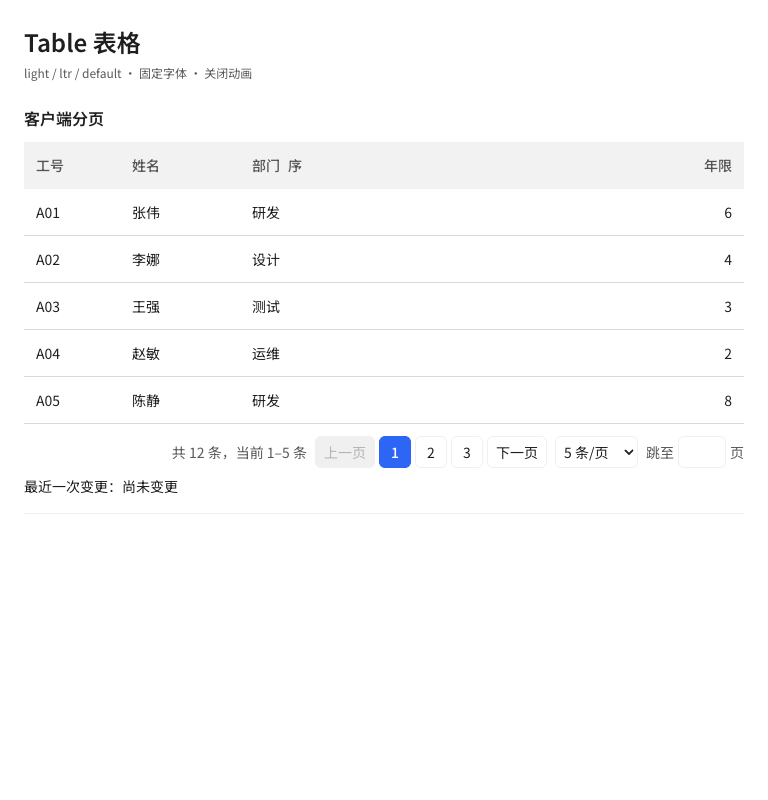 Table 表格
light / ltr / default ・ 固定字体 ・ 关闭动画
客户端分页
工号 姓名 部门 序 年限
A01 张伟 研发 6
A02 李娜 设计 4
A03 王强 测试 3
A04 赵敏 运维 2
A05 陈静 研发 8
共 12 条，当前 1–5 条 上一页 1 2 3 下一页 5 条/页 跳至 页
最近一次变更：尚未变更